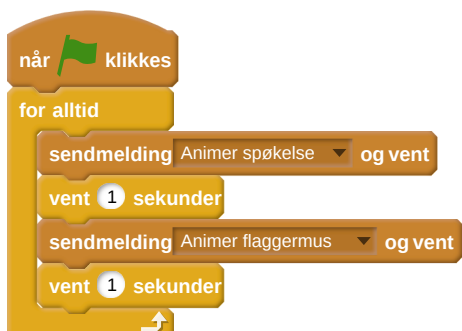 når klikkes
for alltid
sendmelding Animer spøkelse og vent
vent 1 sekunder
sendmelding Animer flaggermus og vent
vent 1 sekunder